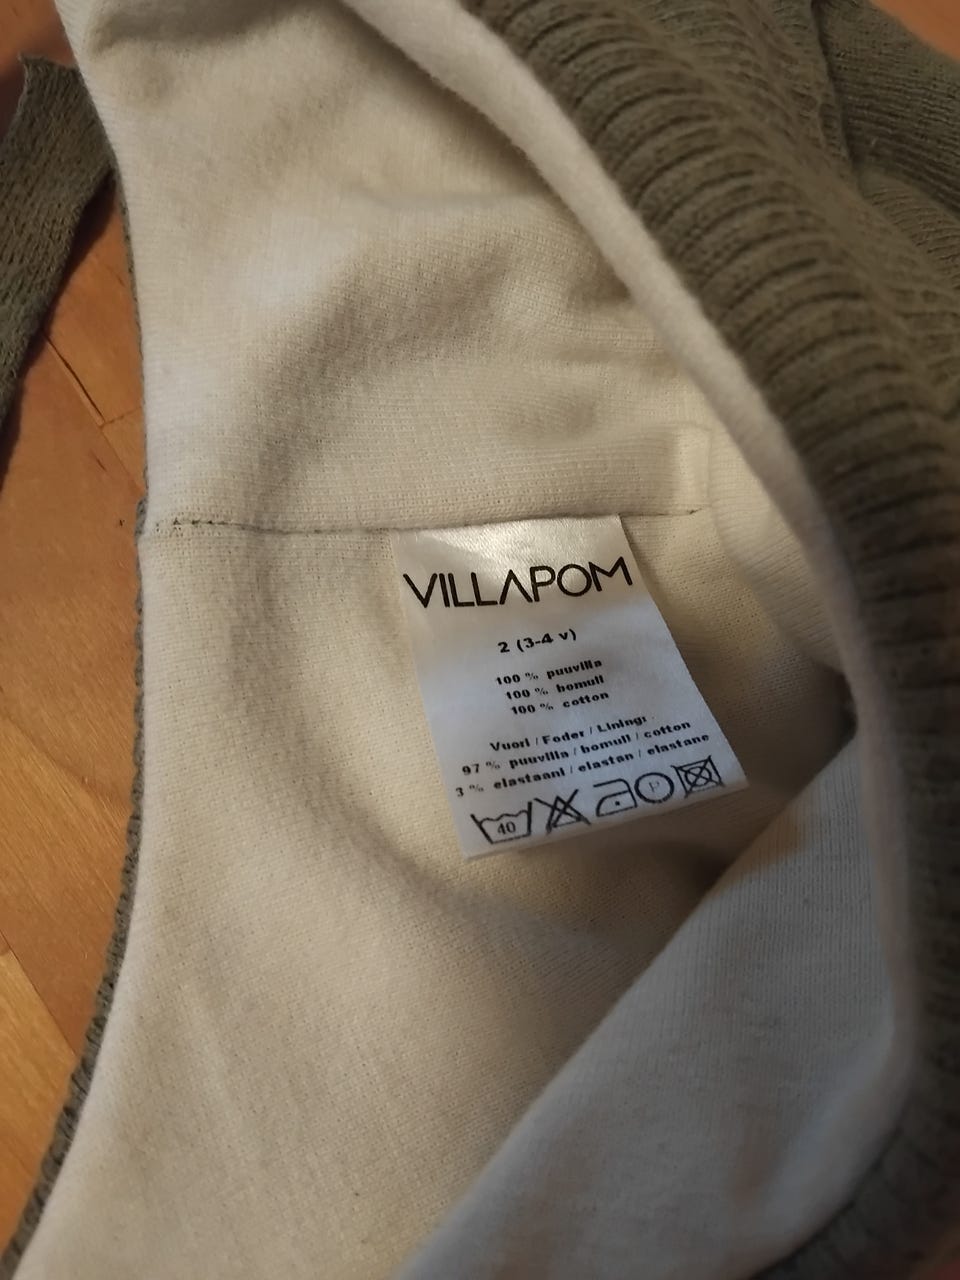 VILLAPOM
2 (3-4 v)
100 % puuvilla
100 % bomull
100 % cotton
Vuori / Foder / Lining:
97 % puuvilla / bomull / cotton
3 % elastaani / elastan / elastane
40 P